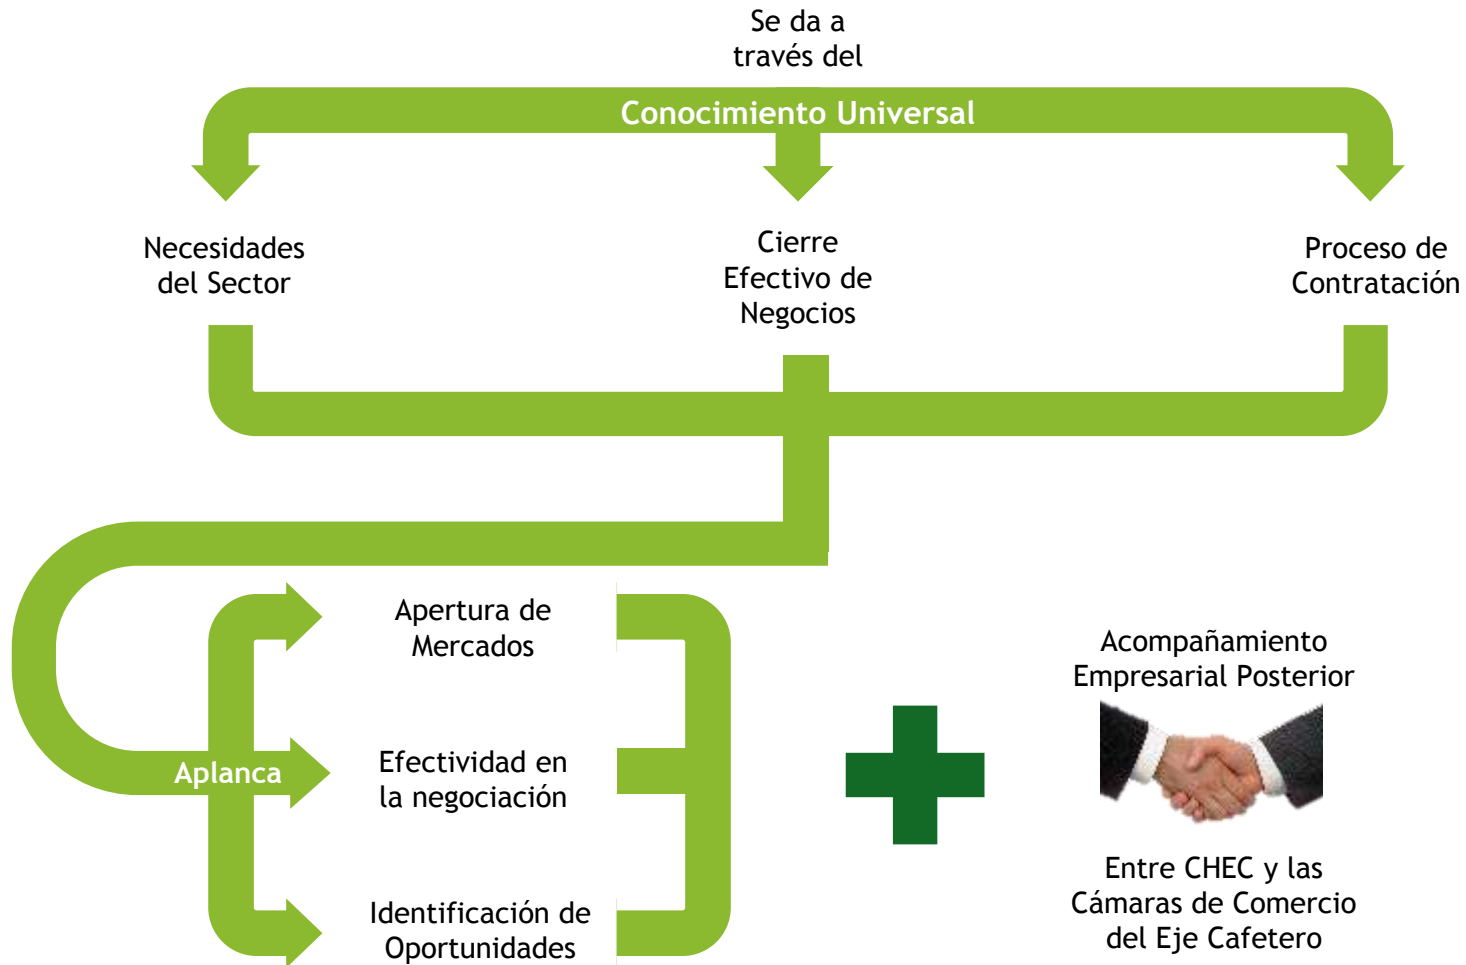 Se da a
través del
Conocimiento Universal
Necesidades
del Sector
Cierre
Efectivo de
Negocios
Proceso de
Contratación
Apertura de
Mercados
Aplanca
Efectividad en
la negociación
Identificación de
Oportunidades
Acompañamiento
Empresarial Posterior
Entre CHEC y las
Cámaras de Comercio
del Eje Cafetero